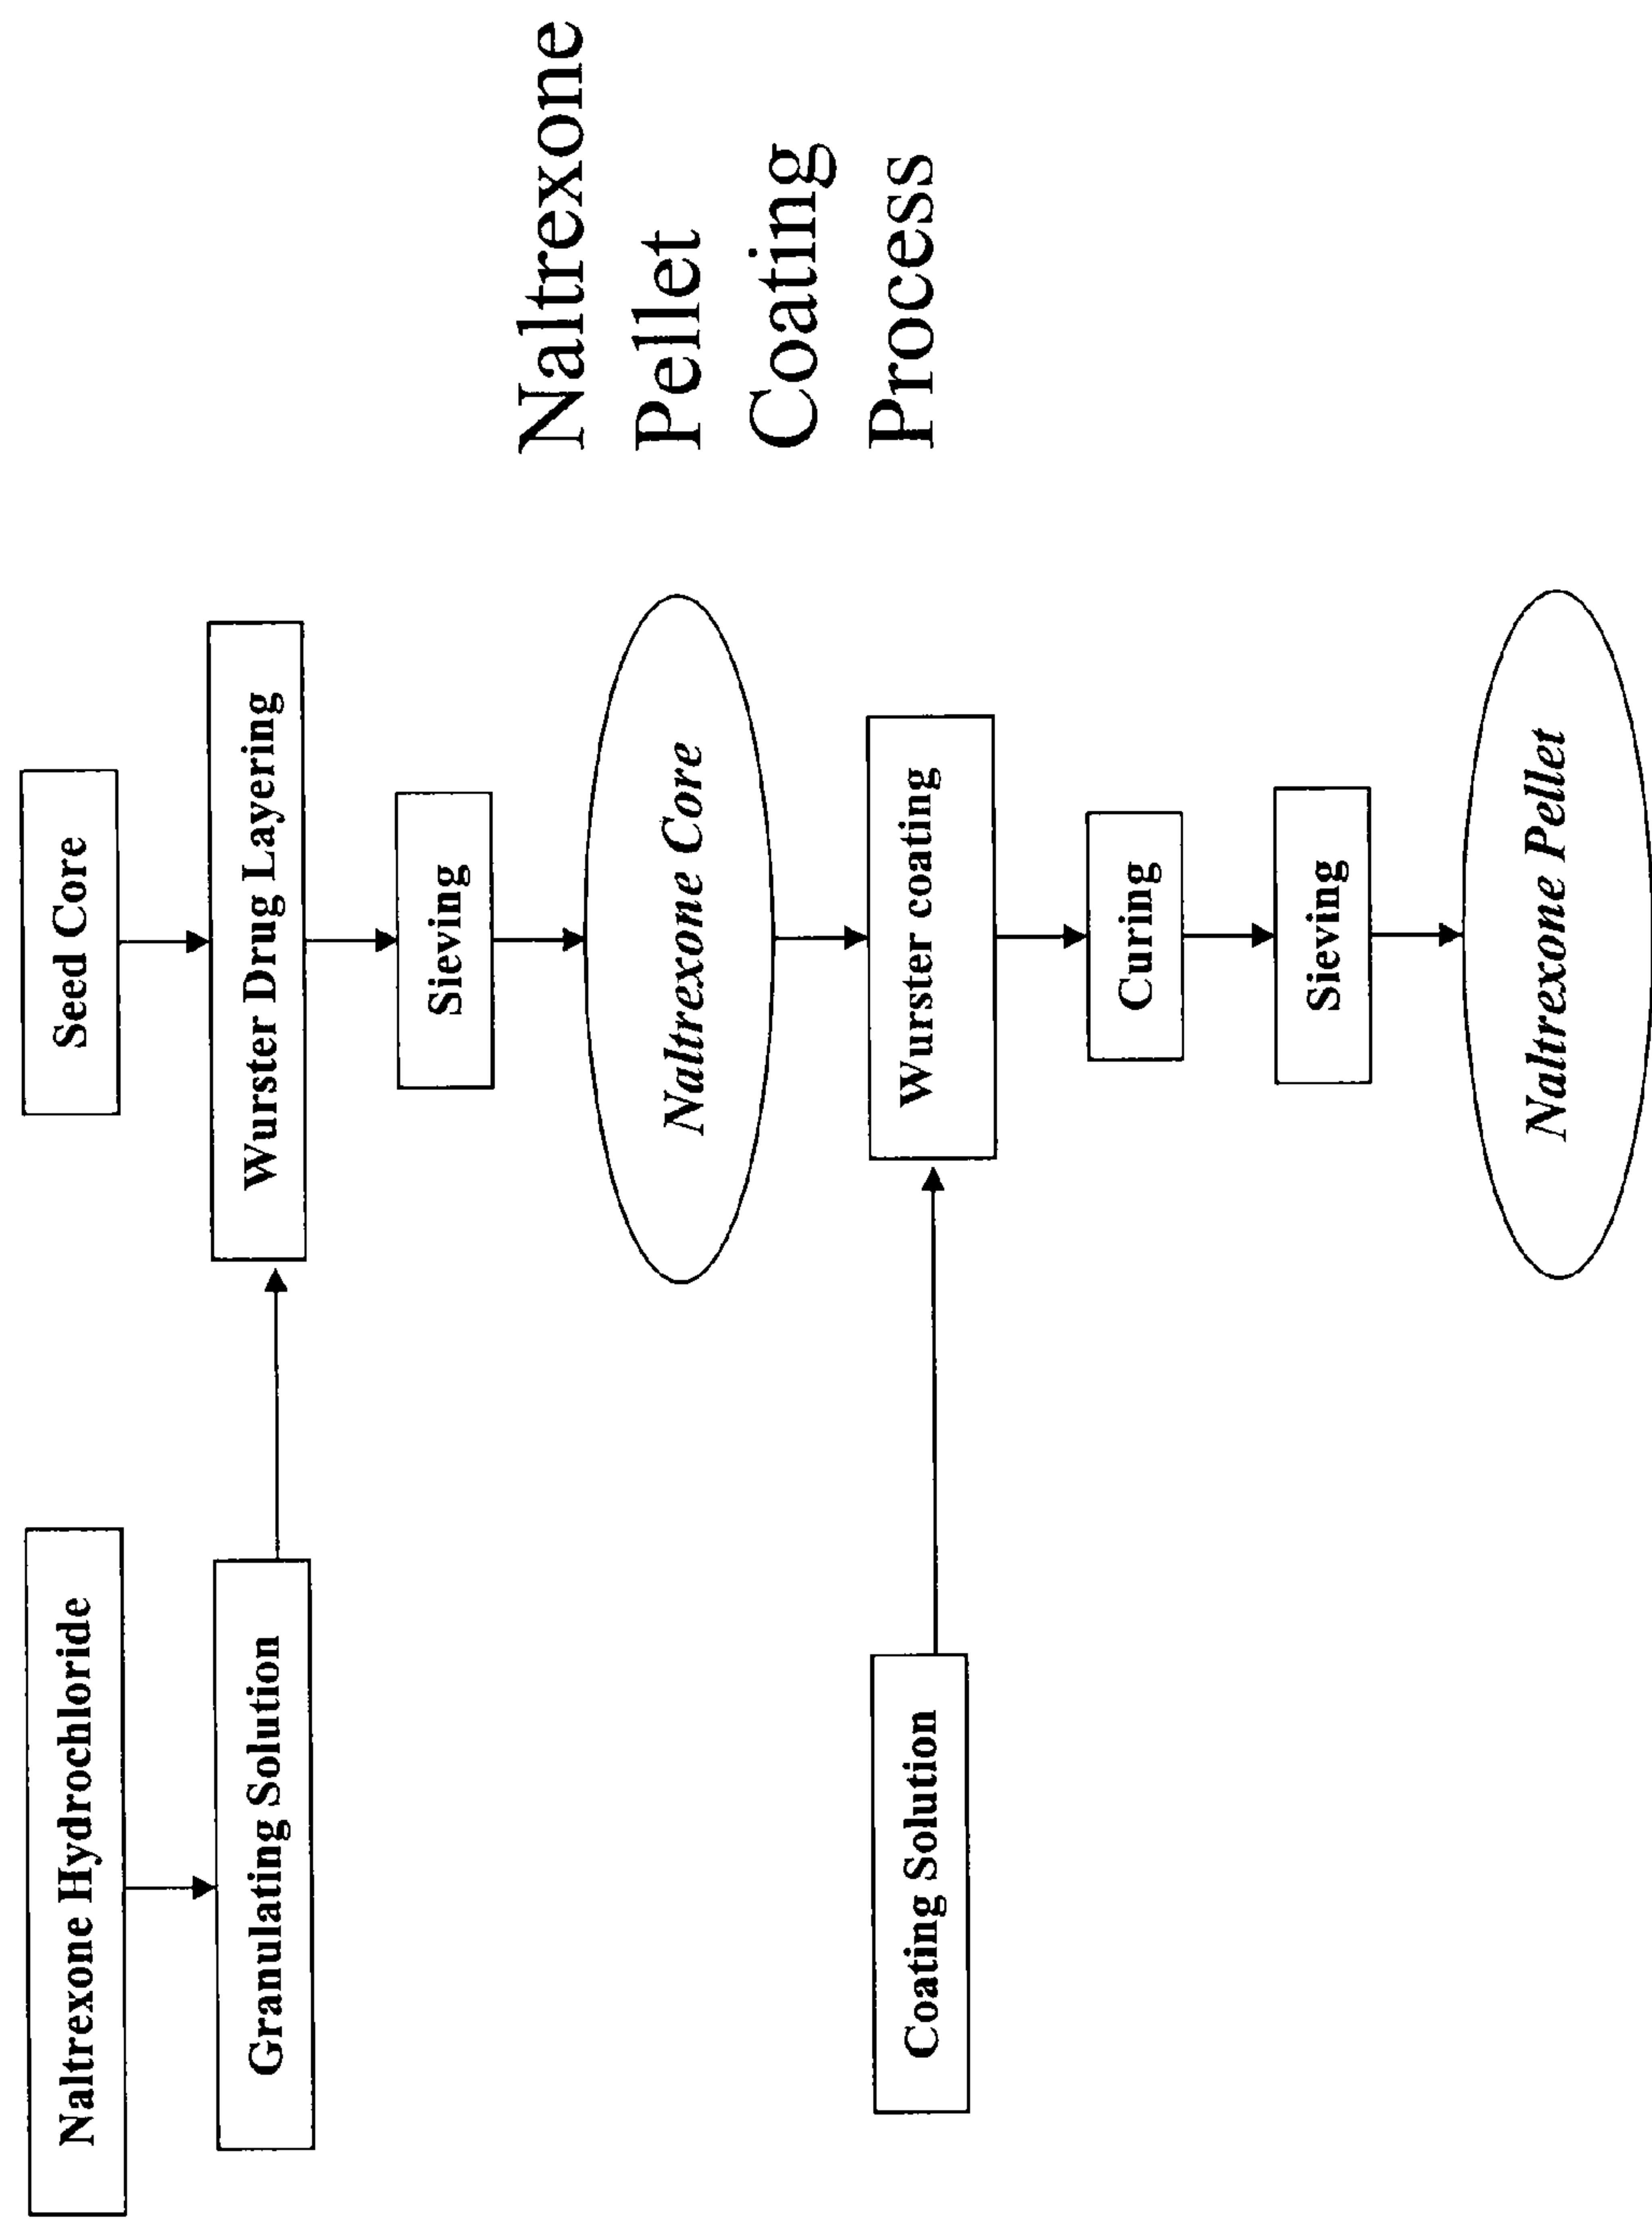 Naltrexone Hydrochloride
Seed Core
Granulating Solution
Wurster Drug Layering
Sieving
Naltrexone Core
Coating Solution
Wurster coating
Curing
Sieving
Naltrexone Pellet
Naltrexone
Pellet
Coating
Process